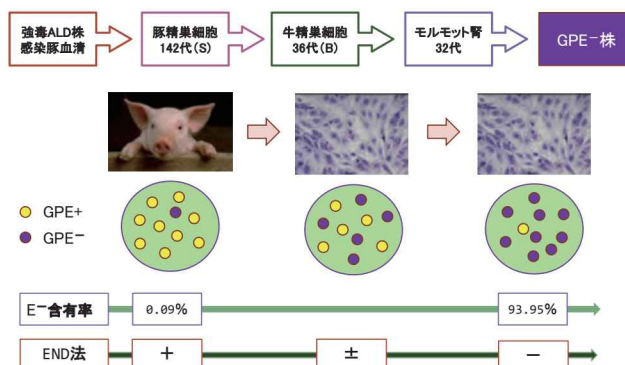 強毒ALD株
感染豚血清
豚精巣細胞
142代(S)
牛精巣細胞
36代(B)
モルモット腎
32代
GPE⁻株
GPE+
GPE⁻
E⁻含有率
0.09%
93.95%
END法
+
±
−